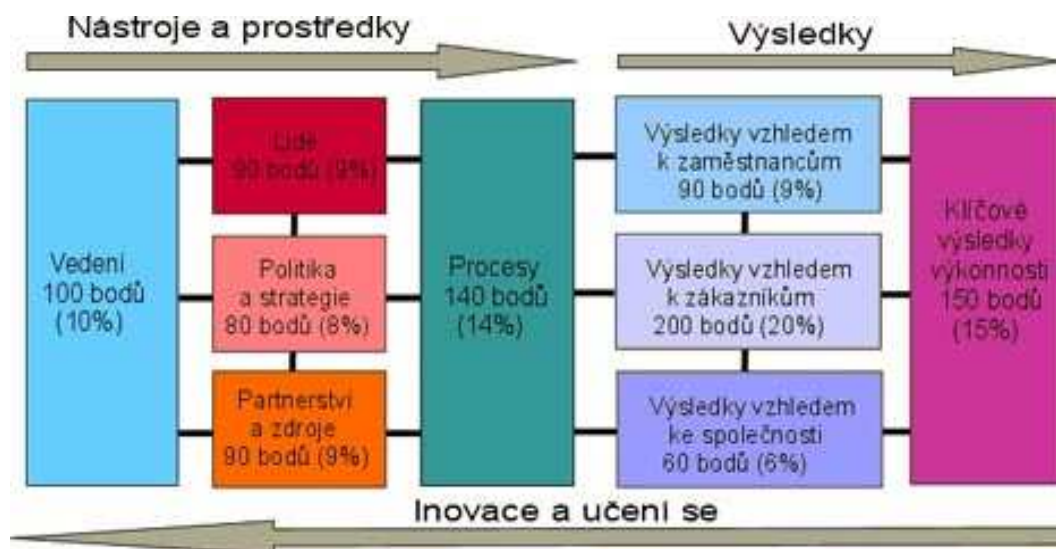 Nástroje a prostředky
Výsledky
Vedení
100 bodů
(10%)
Lidé
90 bodů (9%)
Politika
a strategie
80 bodů (8%)
Partnerství
a zdroje
90 bodů (9%)
Procesy
140 bodů
(14%)
Výsledky vzhledem
k zaměstnancům
90 bodů (9%)
Výsledky vzhledem
k zákazníkům
200 bodů (20%)
Výsledky vzhledem
ke společnosti
60 bodů (6%)
Klíčové
výsledky
výkonnosti
150 bodů
(15%)
Inovace a učení se